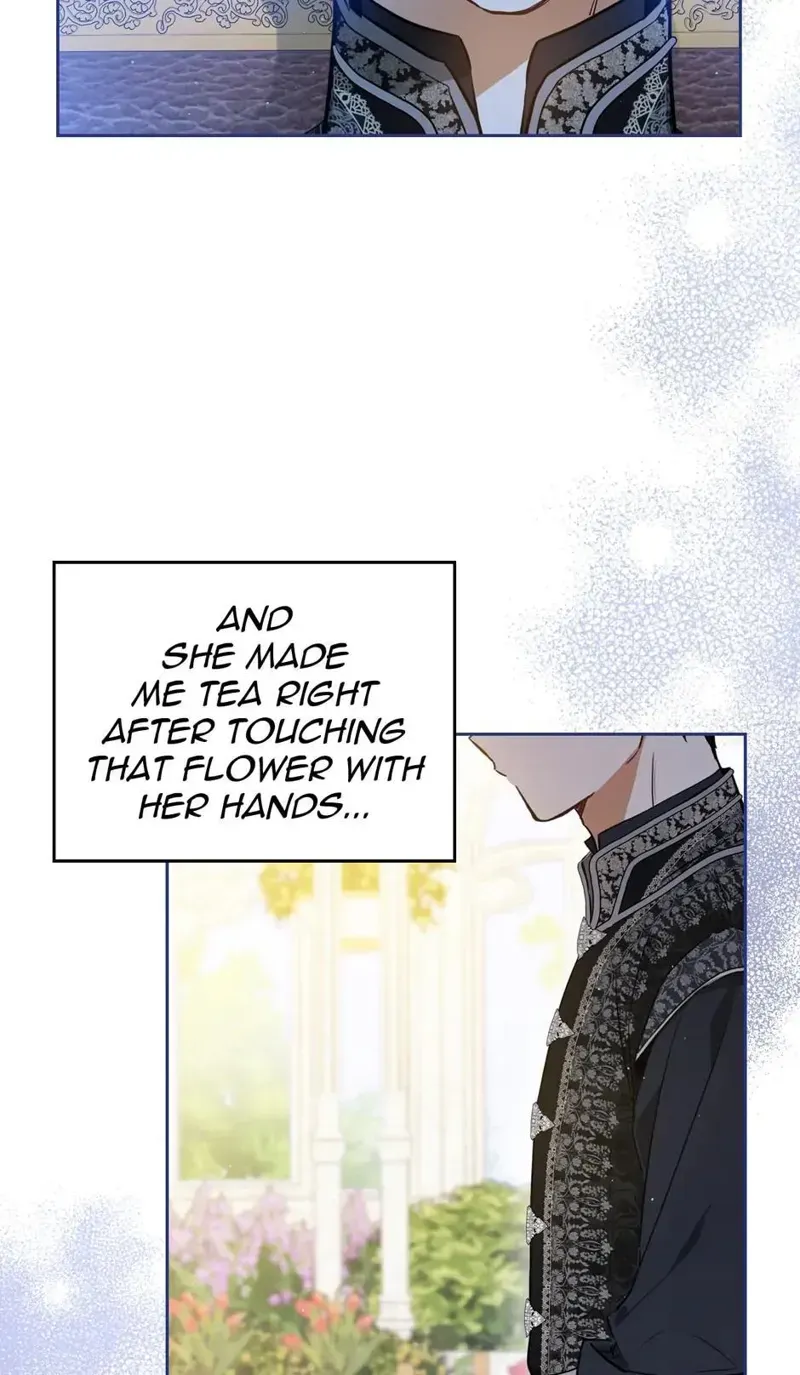 AND
SHE MADE
ME TEA RIGHT
AFTER TOUCHING
THAT FLOWER WITH
HER HANDS...